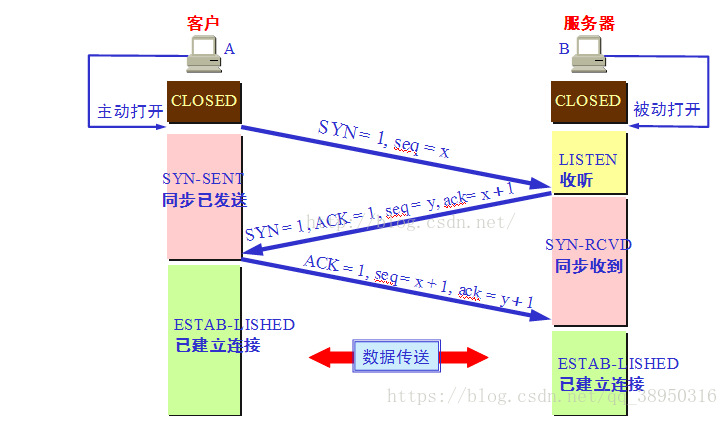 客户
服务器
A
B
CLOSED
CLOSED
主动打开
被动打开
SYN = 1, seq = x
LISTEN
收听
SYN-SENT
同步已发送
SYN = 1, ACK = 1, seq = y, ack= x + 1
http://blog.csdn.net/
SYN-RCVD
同步收到
ACK = 1, seq = x + 1, ack = y + 1
ESTAB-LISHED
已建立连接
数据传送
ESTAB-LISHED
已建立连接
https://blog.csdn.net/qq_38950316